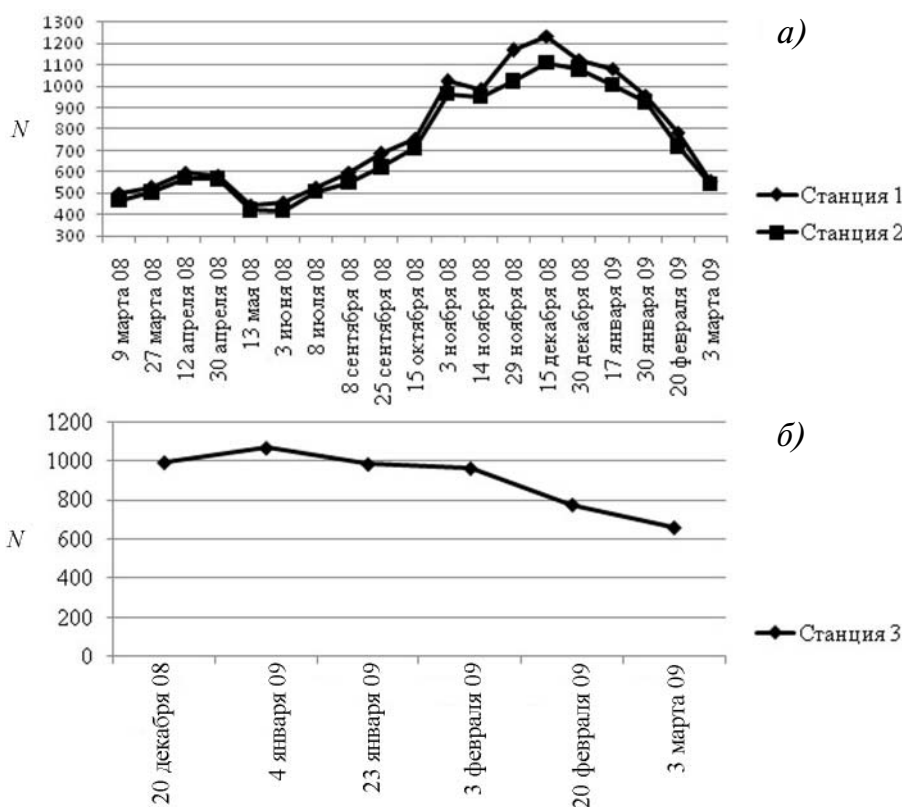 а)
1300
1200
1100
1000
900
800
700
600
500
400
300
N
Станция 1
Станция 2
9 марта 08
27 марта 08
12 апреля 08
30 апреля 08
13 мая 08
3 июня 08
8 июля 08
8 сентября 08
25 сентября 08
15 октября 08
3 ноября 08
14 ноября 08
29 ноября 08
15 декабря 08
30 декабря 08
17 января 09
30 января 09
20 февраля 09
3 марта 09
б)
1200
1000
800
600
400
200
0
N
Станция 3
20 декабря 08
4 января 09
23 января 09
3 февраля 09
20 февраля 09
3 марта 09